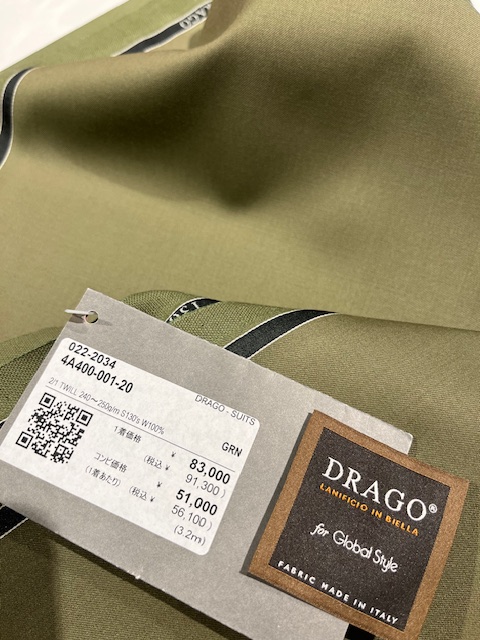 DRAGO
022-2034
4A400-001-20
DRAGO - SUITS
2/1 TWILL 240～250g/m S130's W100%
GRN
1着価格 ¥ 83,000
(税込 ¥ 91,300)
コンビ価格 ¥ 51,000
(1着あたり) (税込 ¥ 56,100)
(3.2m)
DRAGO®
LANIFICIO IN BIELLA
for Global Style
FABRIC MADE IN ITALY